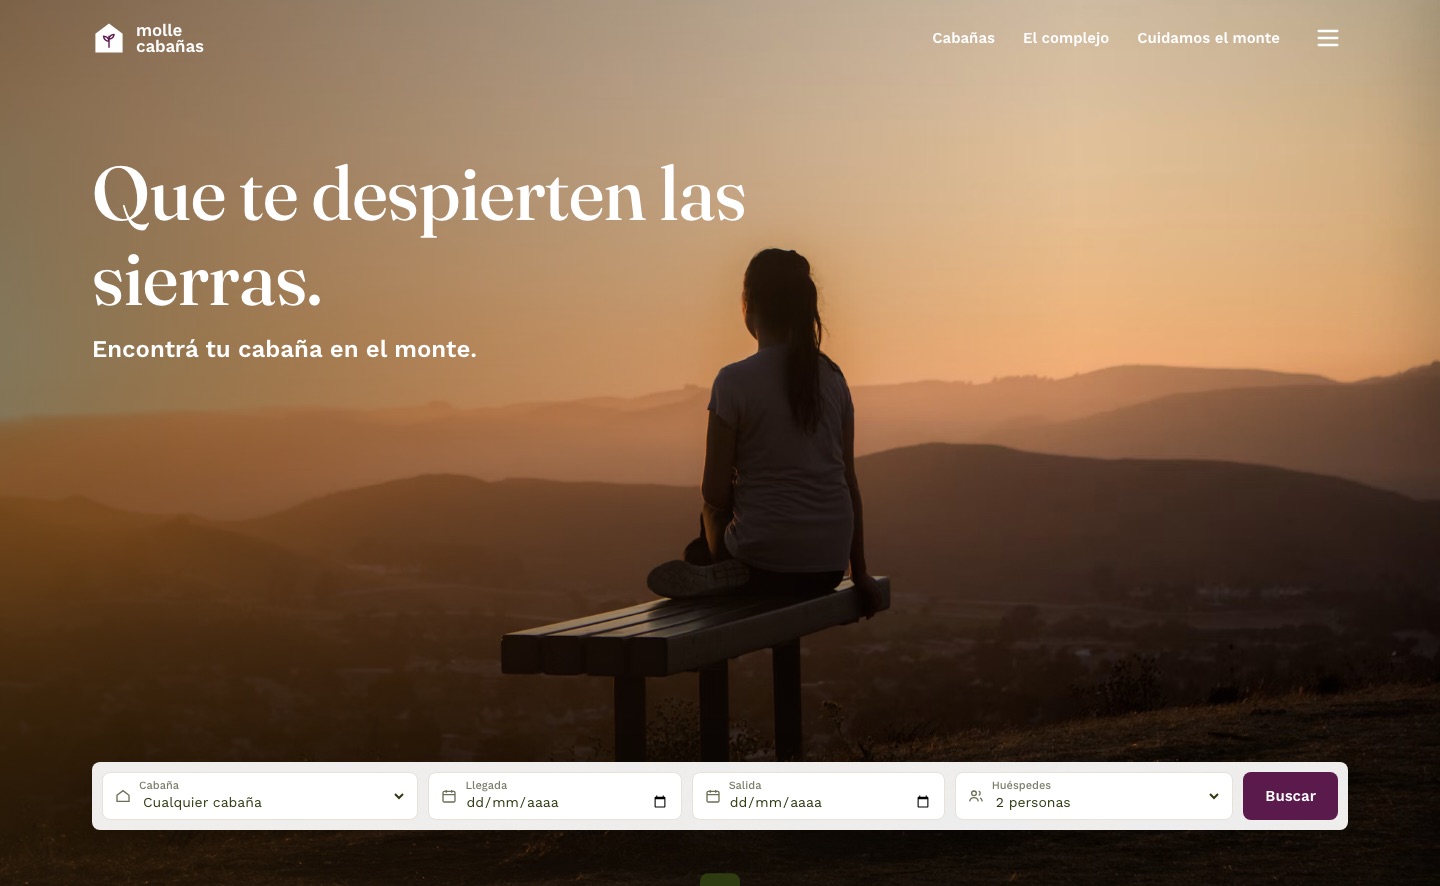 molle
cabañas
Cabañas
El complejo
Cuidamos el monte
Que te despierten las
sierras.
Encontrá tu cabaña en el monte.
Cabaña
Cualquier cabaña
Llegada
dd/mm/aaaa
Salida
dd/mm/aaaa
Huéspedes
2 personas
Buscar